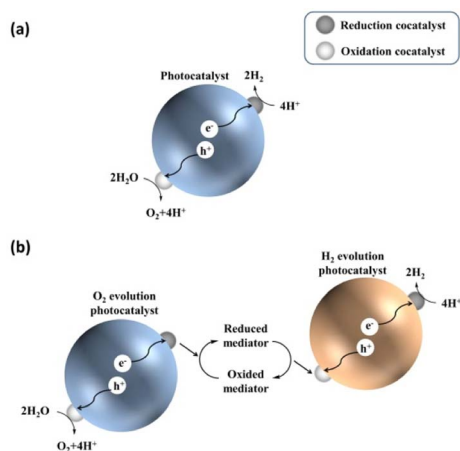 (a)
Reduction cocatalyst
Oxidation cocatalyst
Photocatalyst
2H₂
4H⁺
e⁻
h⁺
2H₂O
O₂+4H⁺
(b)
H₂ evolution
photocatalyst
2H₂
4H⁺
e⁻
h⁺
O₂ evolution
photocatalyst
Reduced
mediator
Oxided
mediator
e⁻
h⁺
2H₂O
O₂+4H⁺